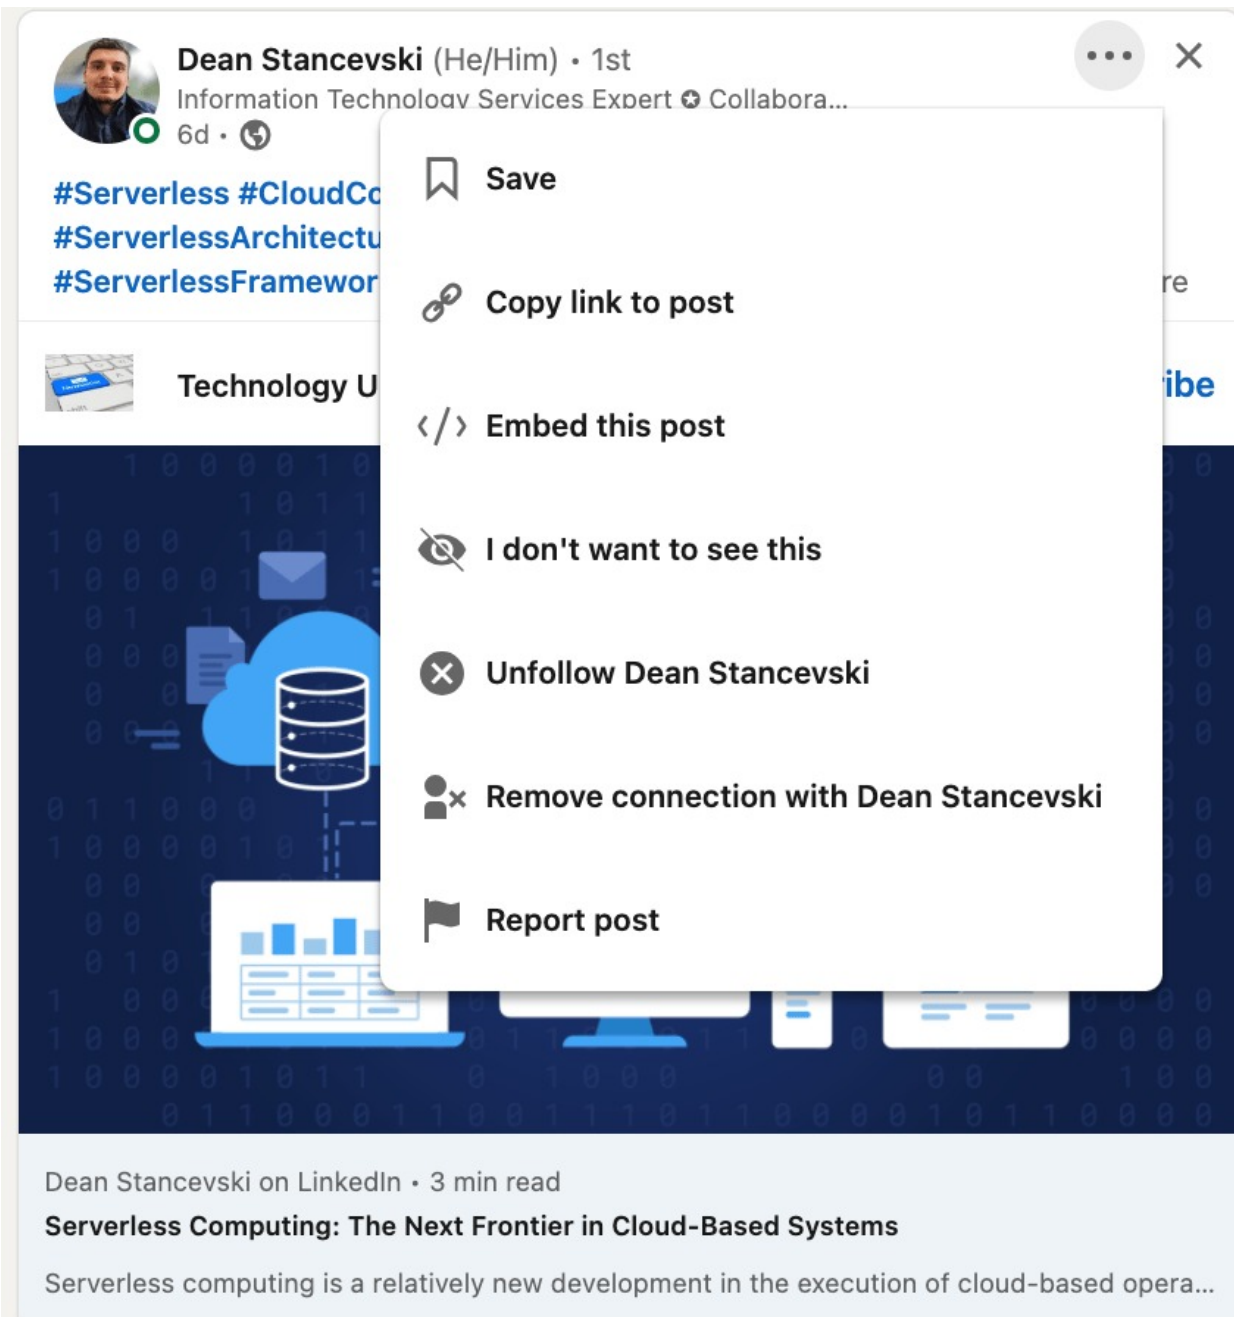 Dean Stancevski (He/Him) • 1st
Information Technology Services Expert ✪ Collabora...
6d •
Save
#Serverless
#ServerlessArchitectu
Copy link to post
#ServerlessFramewor
re
Technology U
ibe
Embed this post
I don't want to see this
Unfollow Dean Stancevski
Remove connection with Dean Stancevski
Report post
Dean Stancevski on LinkedIn • 3 min read
Serverless Computing: The Next Frontier in Cloud-Based Systems
Serverless computing is a relatively new development in the execution of cloud-based opera...